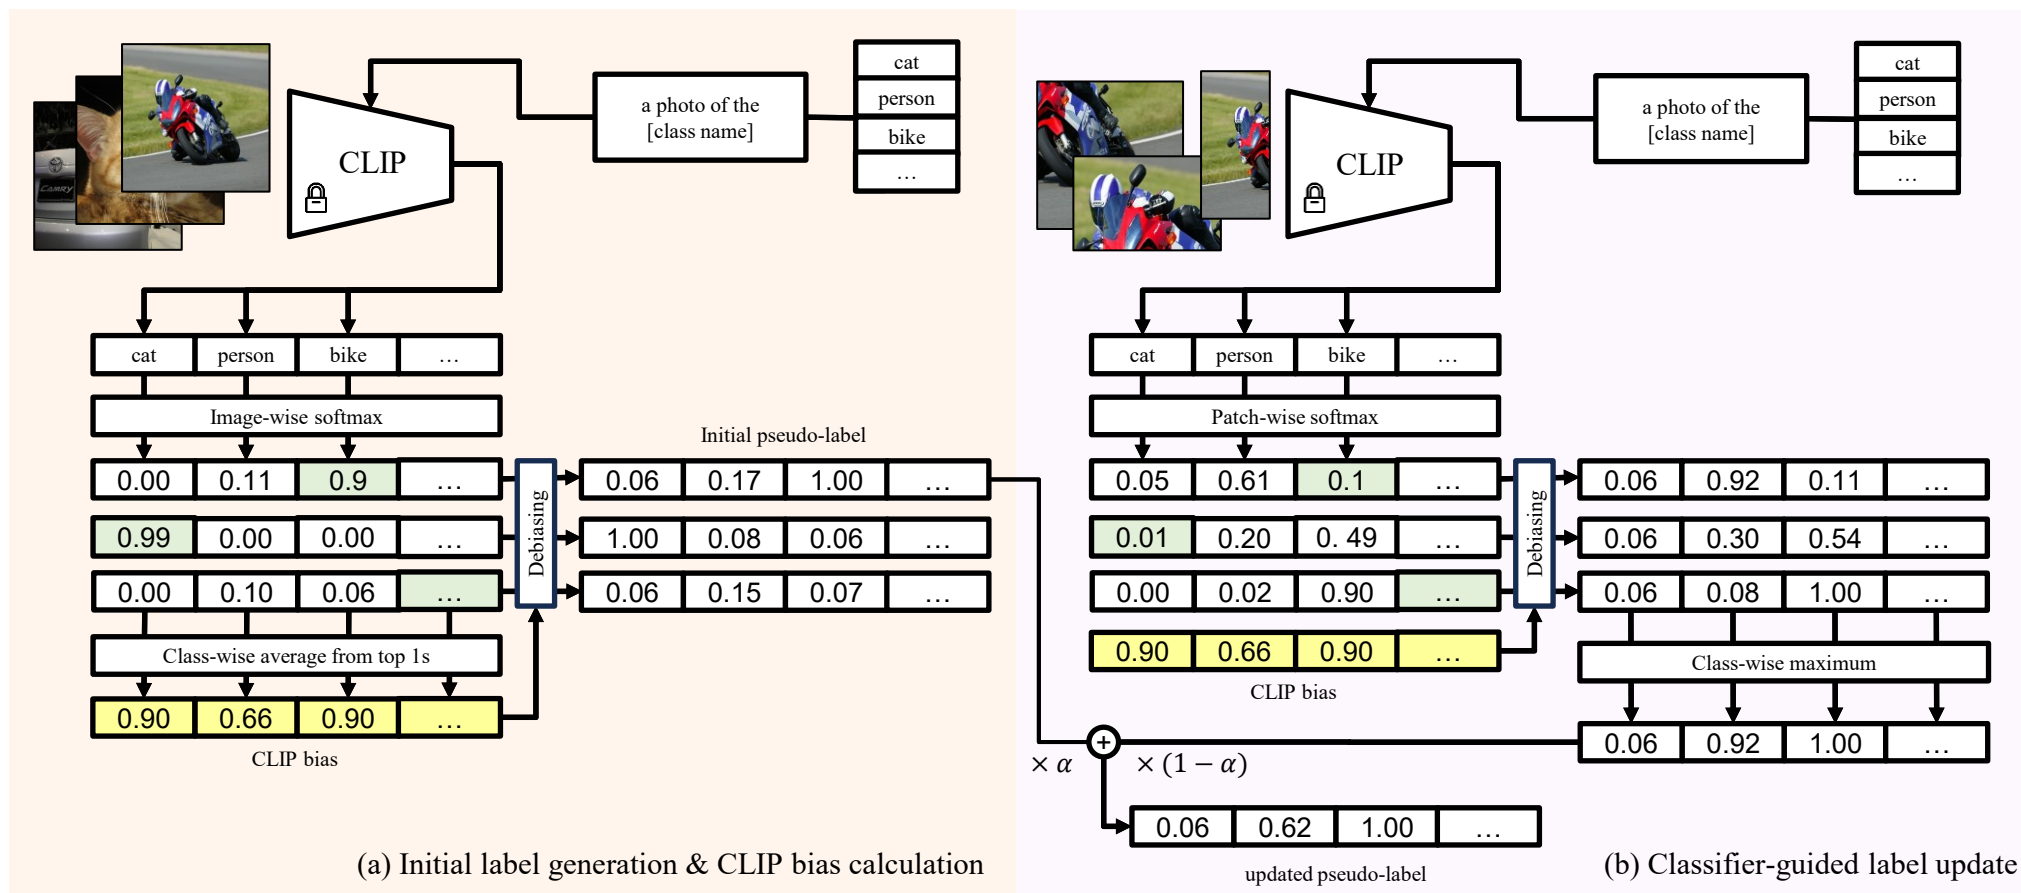 a photo of the
[class name]
cat
person
bike
…
CLIP
CAMRY
cat person bike …
Image-wise softmax
0.00 0.11 0.9 …
0.99 0.00 0.00 …
0.00 0.10 0.06 …
Class-wise average from top 1s
0.90 0.66 0.90 …
CLIP bias
Debiasing
Initial pseudo-label
0.06 0.17 1.00 …
1.00 0.08 0.06 …
0.06 0.15 0.07 …
(a) Initial label generation & CLIP bias calculation
a photo of the
[class name]
cat
person
bike
…
CLIP
cat person bike …
Patch-wise softmax
0.05 0.61 0.1 …
0.01 0.20 0. 49 …
0.00 0.02 0.90 …
0.90 0.66 0.90 …
CLIP bias
Debiasing
0.06 0.92 0.11 …
0.06 0.30 0.54 …
0.06 0.08 1.00 …
Class-wise maximum
0.06 0.92 1.00 …
+
× α
× (1 − α)
0.06 0.62 1.00 …
updated pseudo-label
(b) Classifier-guided label update